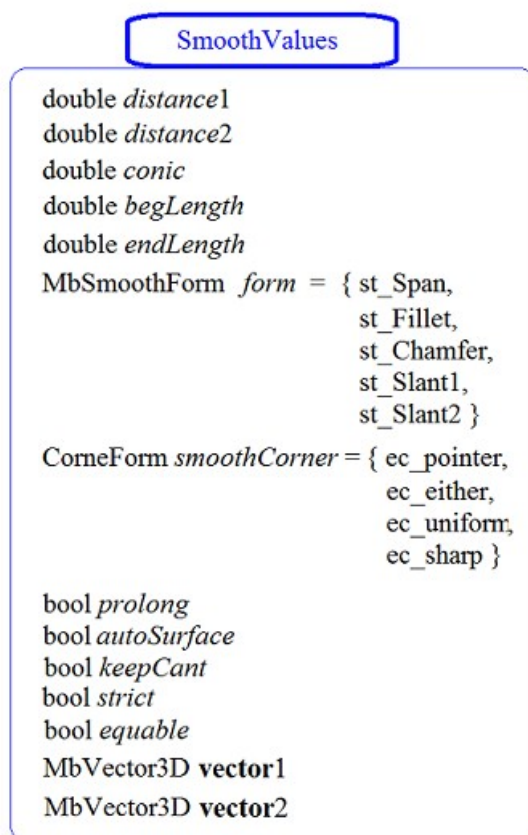 SmoothValues
double distance1
double distance2
double conic
double begLength
double endLength
MbSmoothForm form = { st_Span,
st_Fillet,
st_Chamfer,
st_Slant1,
st_Slant2 }
CorneForm smoothCorner = { ec_pointer,
ec_either,
ec_uniform,
ec_sharp }
bool prolong
bool autoSurface
bool keepCant
bool strict
bool equable
MbVector3D vector1
MbVector3D vector2